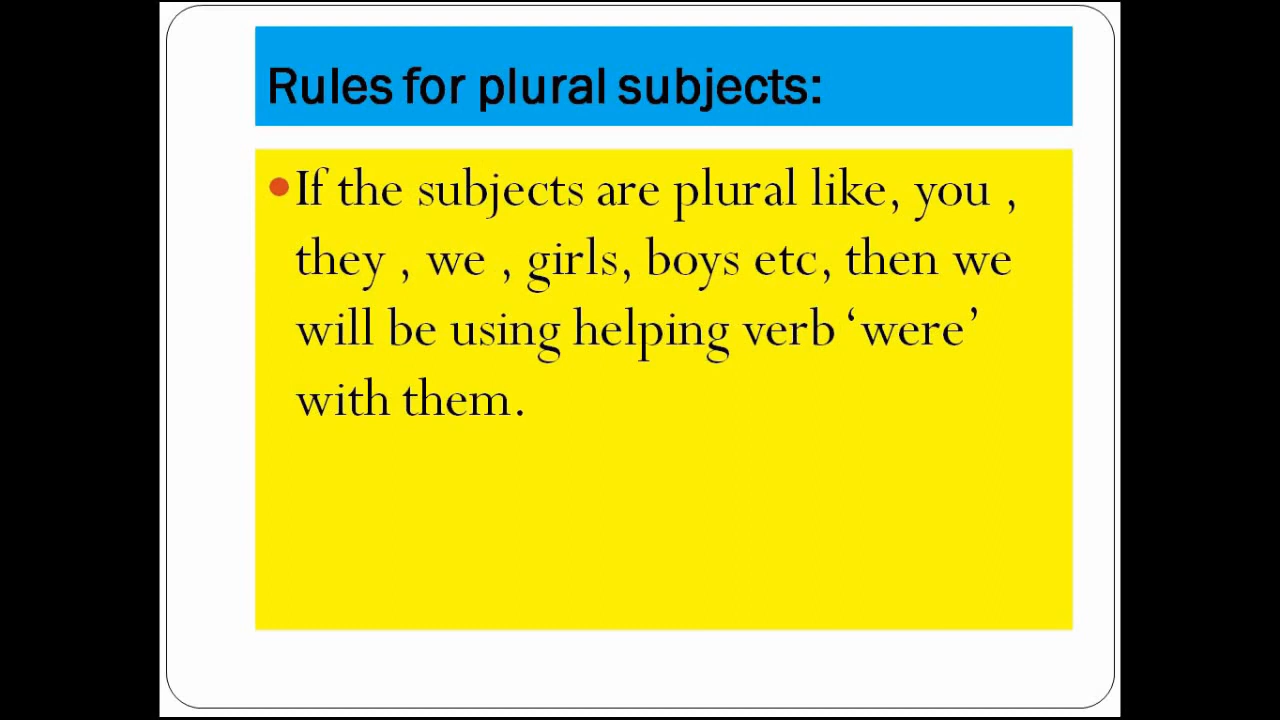 Rules for plural subjects:
•If the subjects are plural like, you ,
they , we , girls, boys etc, then we
will be using helping verb ‘were’
with them.